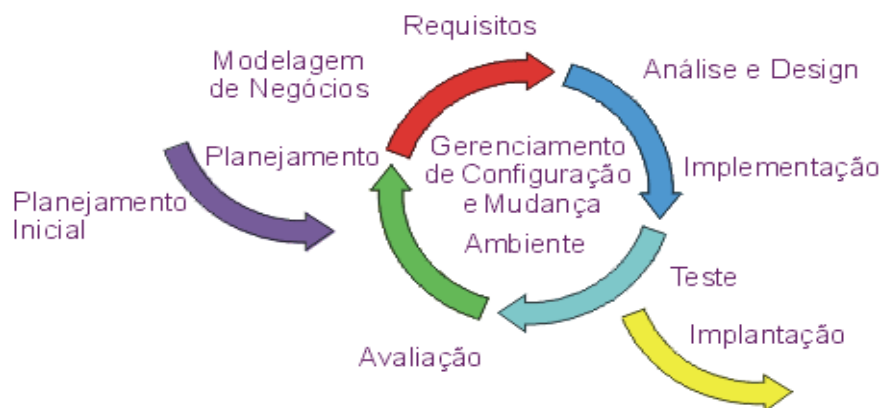 Requisitos
Modelagem
de Negócios
Análise e Design
Planejamento
Gerenciamento
de Configuração
e Mudança
Implementação
Planejamento
Inicial
Ambiente
Teste
Implantação
Avaliação